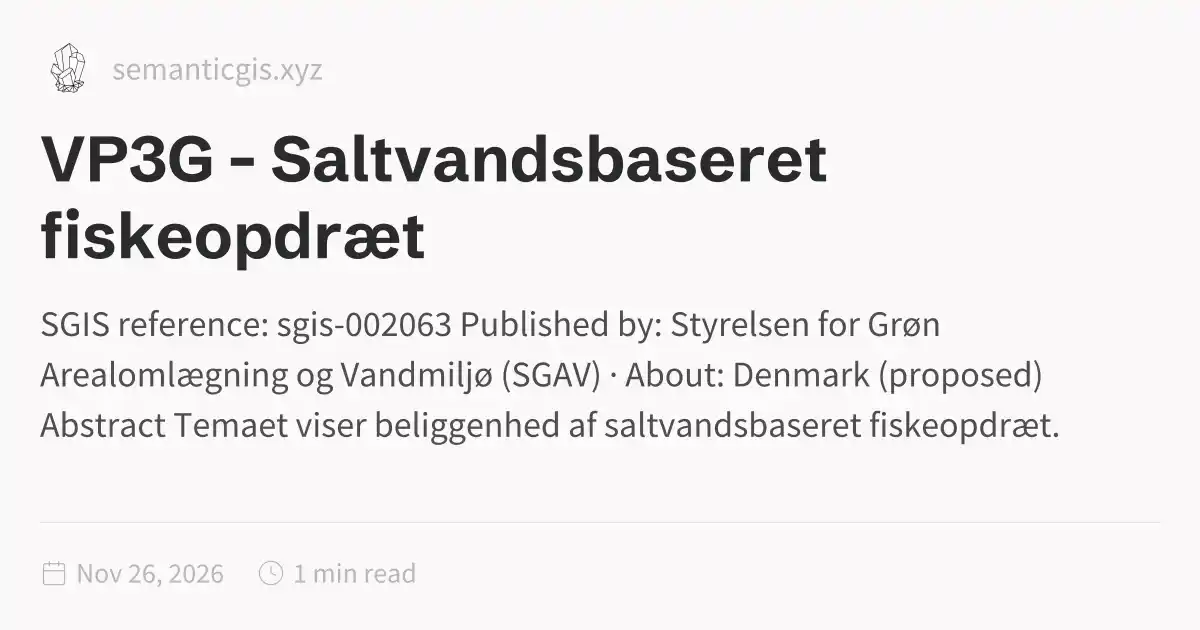 semanticgis.xyz
VP3G - Saltvandsbaseret
fiskeopdræt
SGIS reference: sgis-002063 Published by: Styrelsen for Grøn
Arealomlægning og Vandmiljø (SGAV) · About: Denmark (proposed)
Abstract Temaet viser beliggenhed af saltvandsbaseret fiskeopdræt.
Nov 26, 2026 1 min read